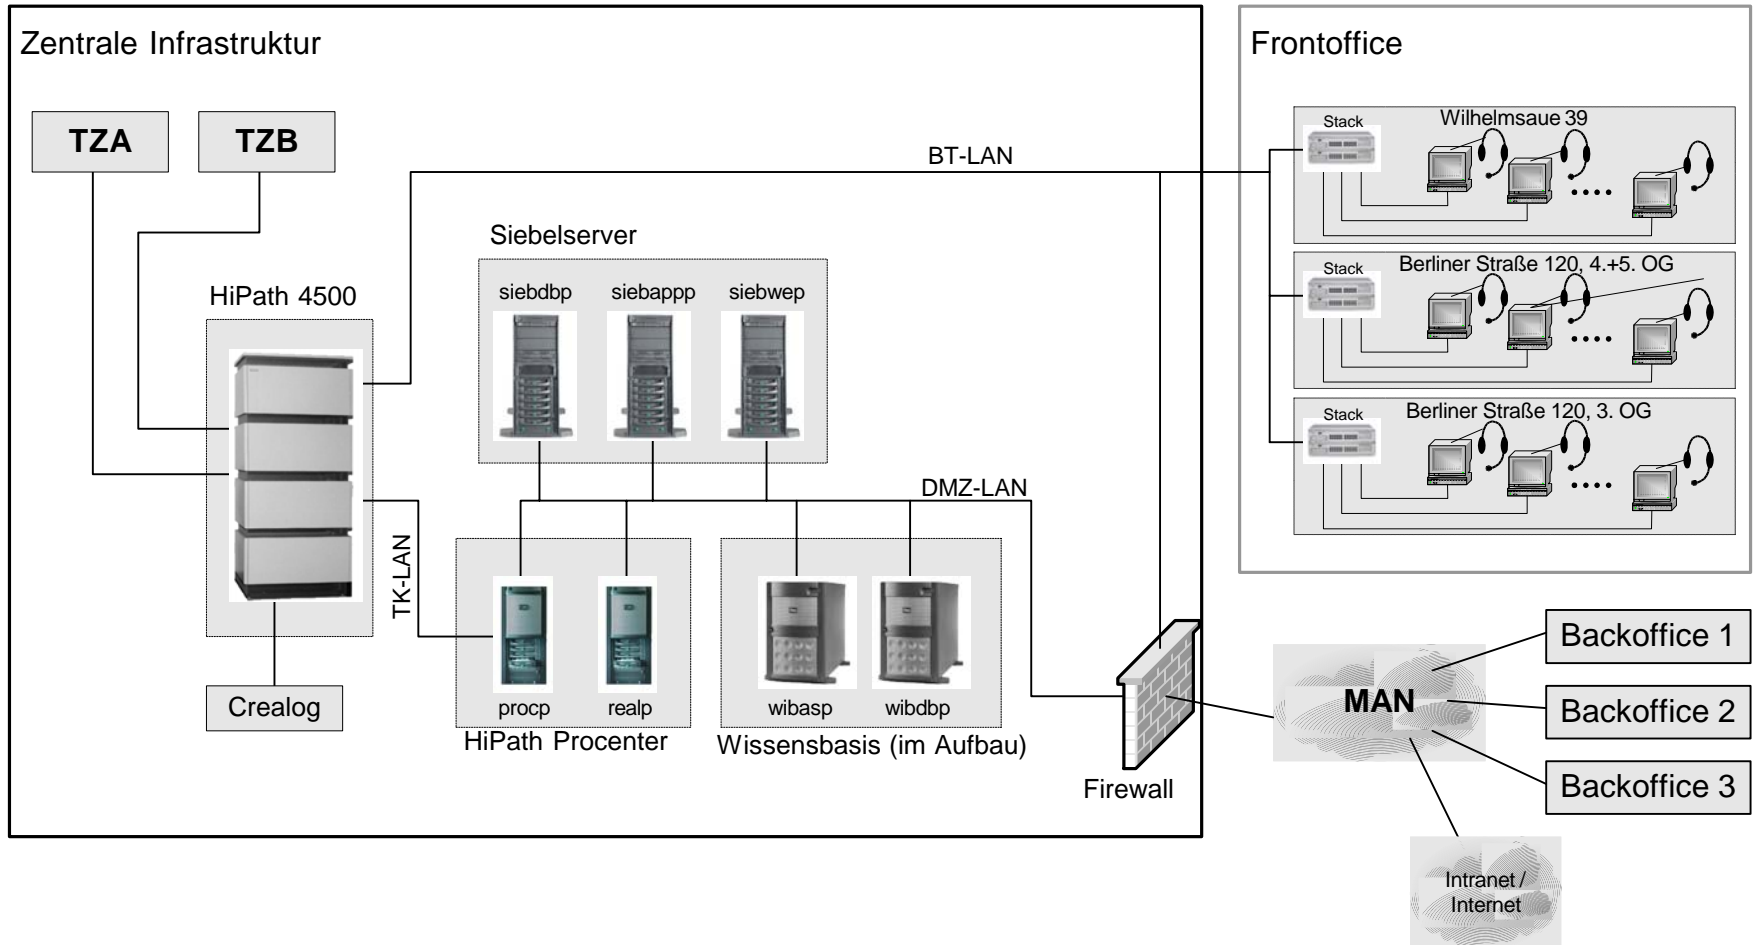 Zentrale Infrastruktur
Frontoffice
TZA
TZB
BT-LAN
Stack
Wilhelmsaue 39
Siebelserver
siebdbp
siebappp
siebwep
HiPath 4500
Stack
Berliner Straße 120, 4.+5. OG
Stack
Berliner Straße 120, 3. OG
DMZ-LAN
TK-LAN
procp
realp
HiPath Procenter
wibasp
wibdbp
Wissensbasis (im Aufbau)
Crealog
Firewall
MAN
Backoffice 1
Backoffice 2
Backoffice 3
Intranet /
Internet